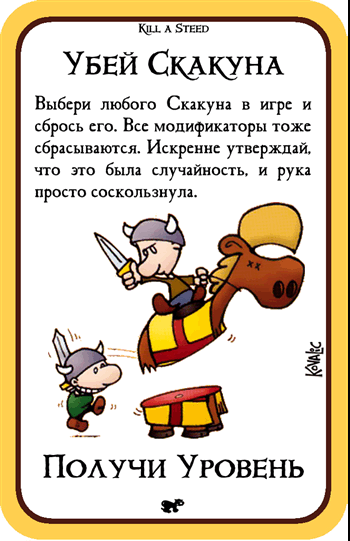 Kill a Steed
Убей Скакуна
Выбери любого Скакуна в игре и
сбрось его. Все модификаторы тоже
сбрасываются. Искренне утверждай,
что это была случайность, и рука
просто соскользнула.
Kovalic
Получи Уровень